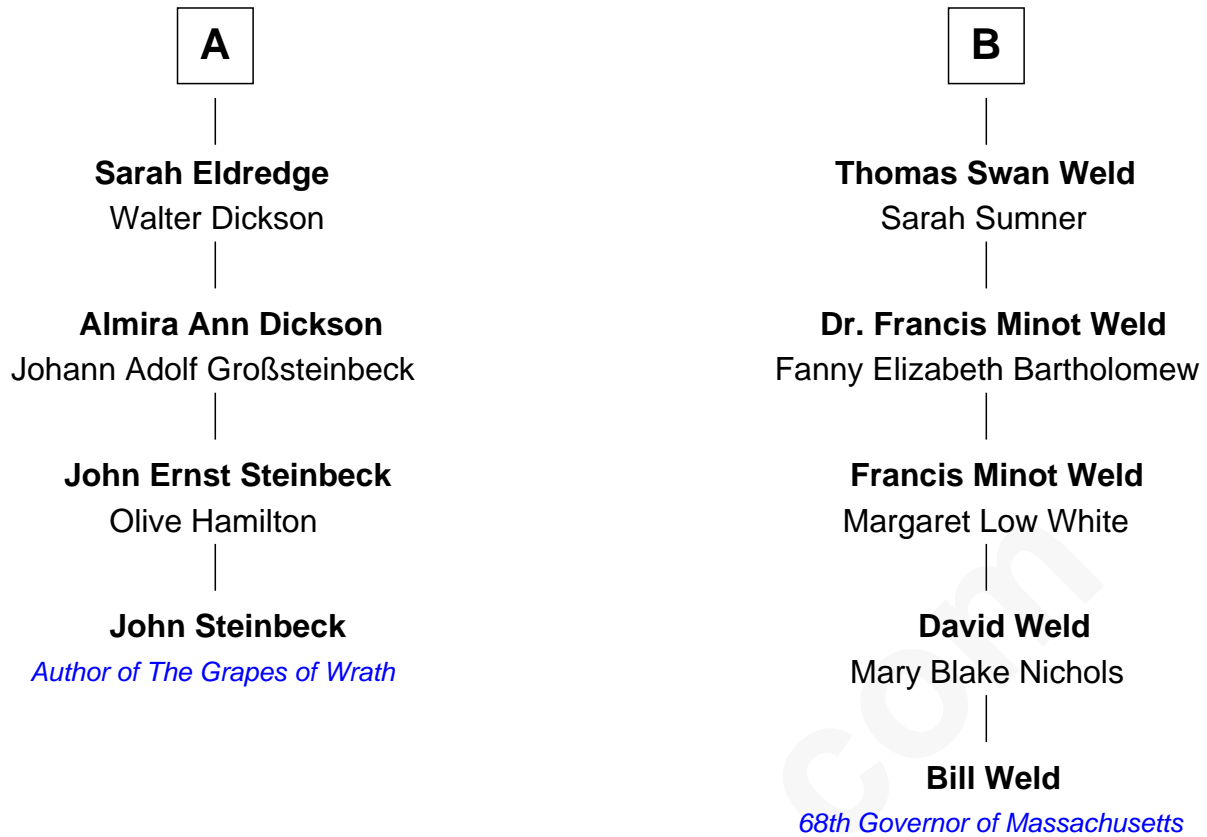 A
Sarah Eldredge
Walter Dickson
Almira Ann Dickson
Johann Adolf Großsteinbeck
John Ernst Steinbeck
Olive Hamilton
John Steinbeck
Author of The Grapes of Wrath
B
Thomas Swan Weld
Sarah Sumner
Dr. Francis Minot Weld
Fanny Elizabeth Bartholomew
Francis Minot Weld
Margaret Low White
David Weld
Mary Blake Nichols
Bill Weld
68th Governor of Massachusetts
com